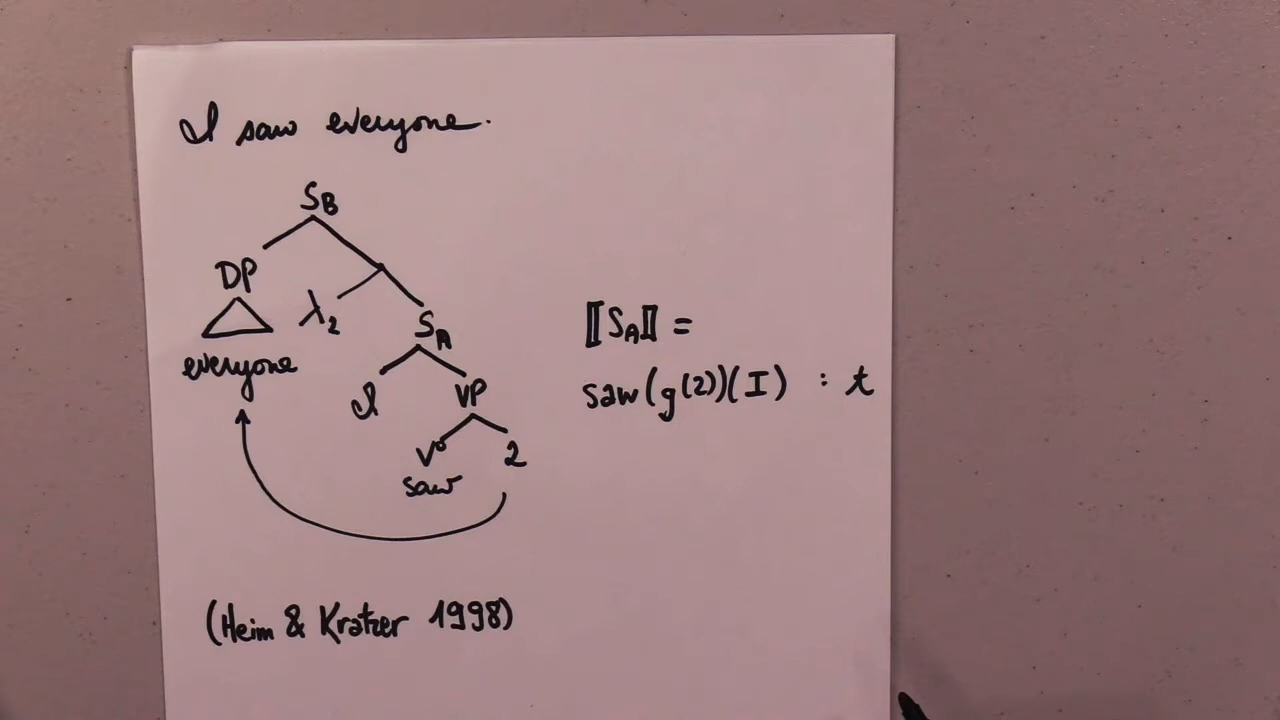 I saw everyone.
S_B
DP
λ₂
everyone
S_A
I
VP
V°
2
saw
⟦S_A⟧ =
saw(g(2))(I) : t
(Heim & Kratzer 1998)